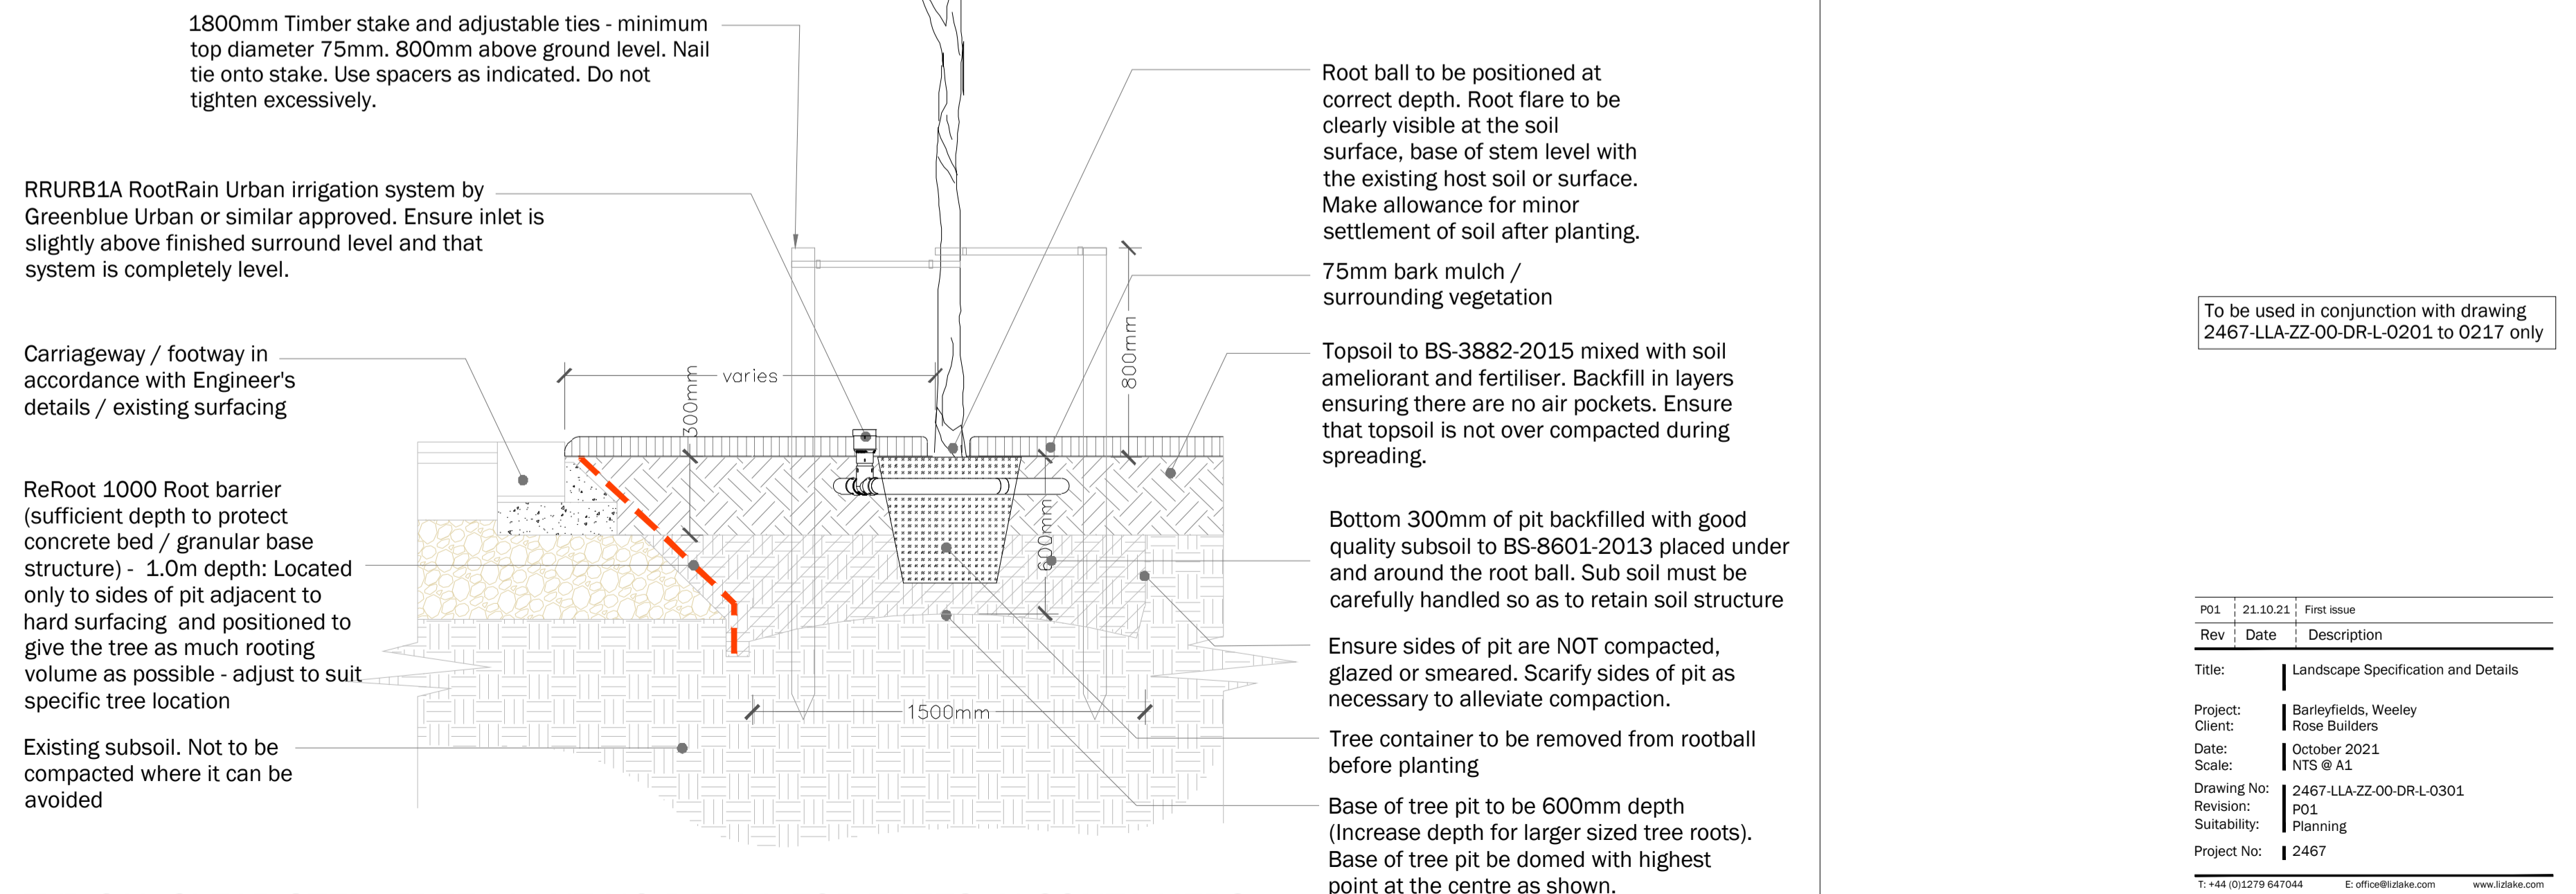 1800mm Timber stake and adjustable ties - minimum
top diameter 75mm. 800mm above ground level. Nail
tie onto stake. Use spacers as indicated. Do not
tighten excessively.
RRURB1A RootRain Urban irrigation system by
Greenblue Urban or similar approved. Ensure inlet is
slightly above finished surround level and that
system is completely level.
Carriageway / footway in
accordance with Engineer's
details / existing surfacing
ReRoot 1000 Root barrier
(sufficient depth to protect
concrete bed / granular base
structure) - 1.0m depth: Located
only to sides of pit adjacent to
hard surfacing and positioned to
give the tree as much rooting
volume as possible - adjust to suit
specific tree location
Existing subsoil. Not to be
compacted where it can be
avoided
varies
300mm
800mm
600mm
1500mm
Root ball to be positioned at
correct depth. Root flare to be
clearly visible at the soil
surface, base of stem level with
the existing host soil or surface.
Make allowance for minor
settlement of soil after planting.
75mm bark mulch /
surrounding vegetation
Topsoil to BS-3882-2015 mixed with soil
ameliorant and fertiliser. Backfill in layers
ensuring there are no air pockets. Ensure
that topsoil is not over compacted during
spreading.
Bottom 300mm of pit backfilled with good
quality subsoil to BS-8601-2013 placed under
and around the root ball. Sub soil must be
carefully handled so as to retain soil structure
Ensure sides of pit are NOT compacted,
glazed or smeared. Scarify sides of pit as
necessary to alleviate compaction.
Tree container to be removed from rootball
before planting
Base of tree pit to be 600mm depth
(Increase depth for larger sized tree roots).
Base of tree pit be domed with highest
point at the centre as shown.
To be used in conjunction with drawing
2467-LLA-ZZ-00-DR-L-0201 to 0217 only
P01 21.10.21 First issue
Rev Date Description
Title: Landscape Specification and Details
Project: Barleyfields, Weeley
Client: Rose Builders
Date: October 2021
Scale: NTS @ A1
Drawing No: 2467-LLA-ZZ-00-DR-L-0301
Revision: P01
Suitability: Planning
Project No: 2467
T: +44 (0)1279 647044 E: office@lizlake.com www.lizlake.com